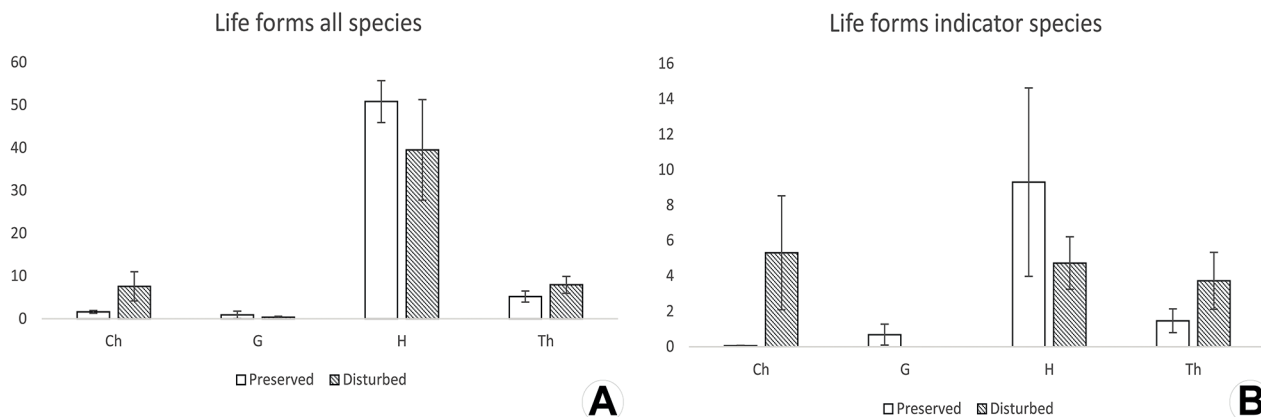 Life forms all species
60
50
40
30
20
10
0
Ch G H Th
Preserved Disturbed
A
Life forms indicator species
16
14
12
10
8
6
4
2
0
Ch G H Th
Preserved Disturbed
B